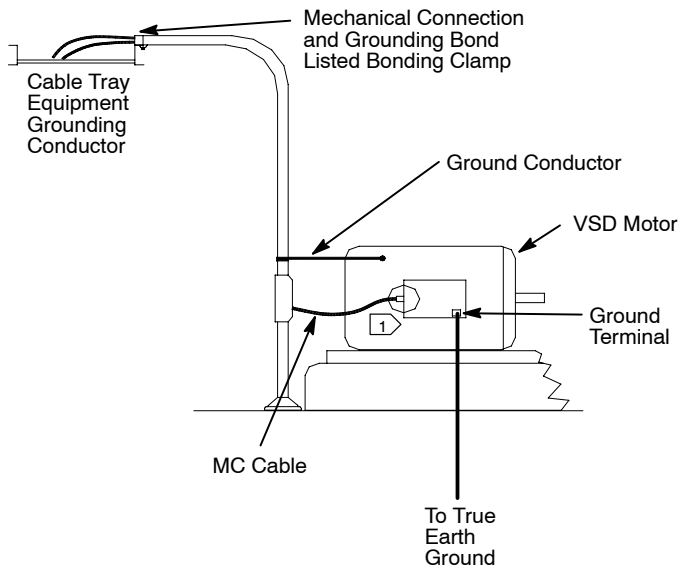 Mechanical Connection
and Grounding Bond
Listed Bonding Clamp
Cable Tray
Equipment
Grounding
Conductor
Ground Conductor
VSD Motor
Ground
Terminal
1
MC Cable
To True
Earth
Ground